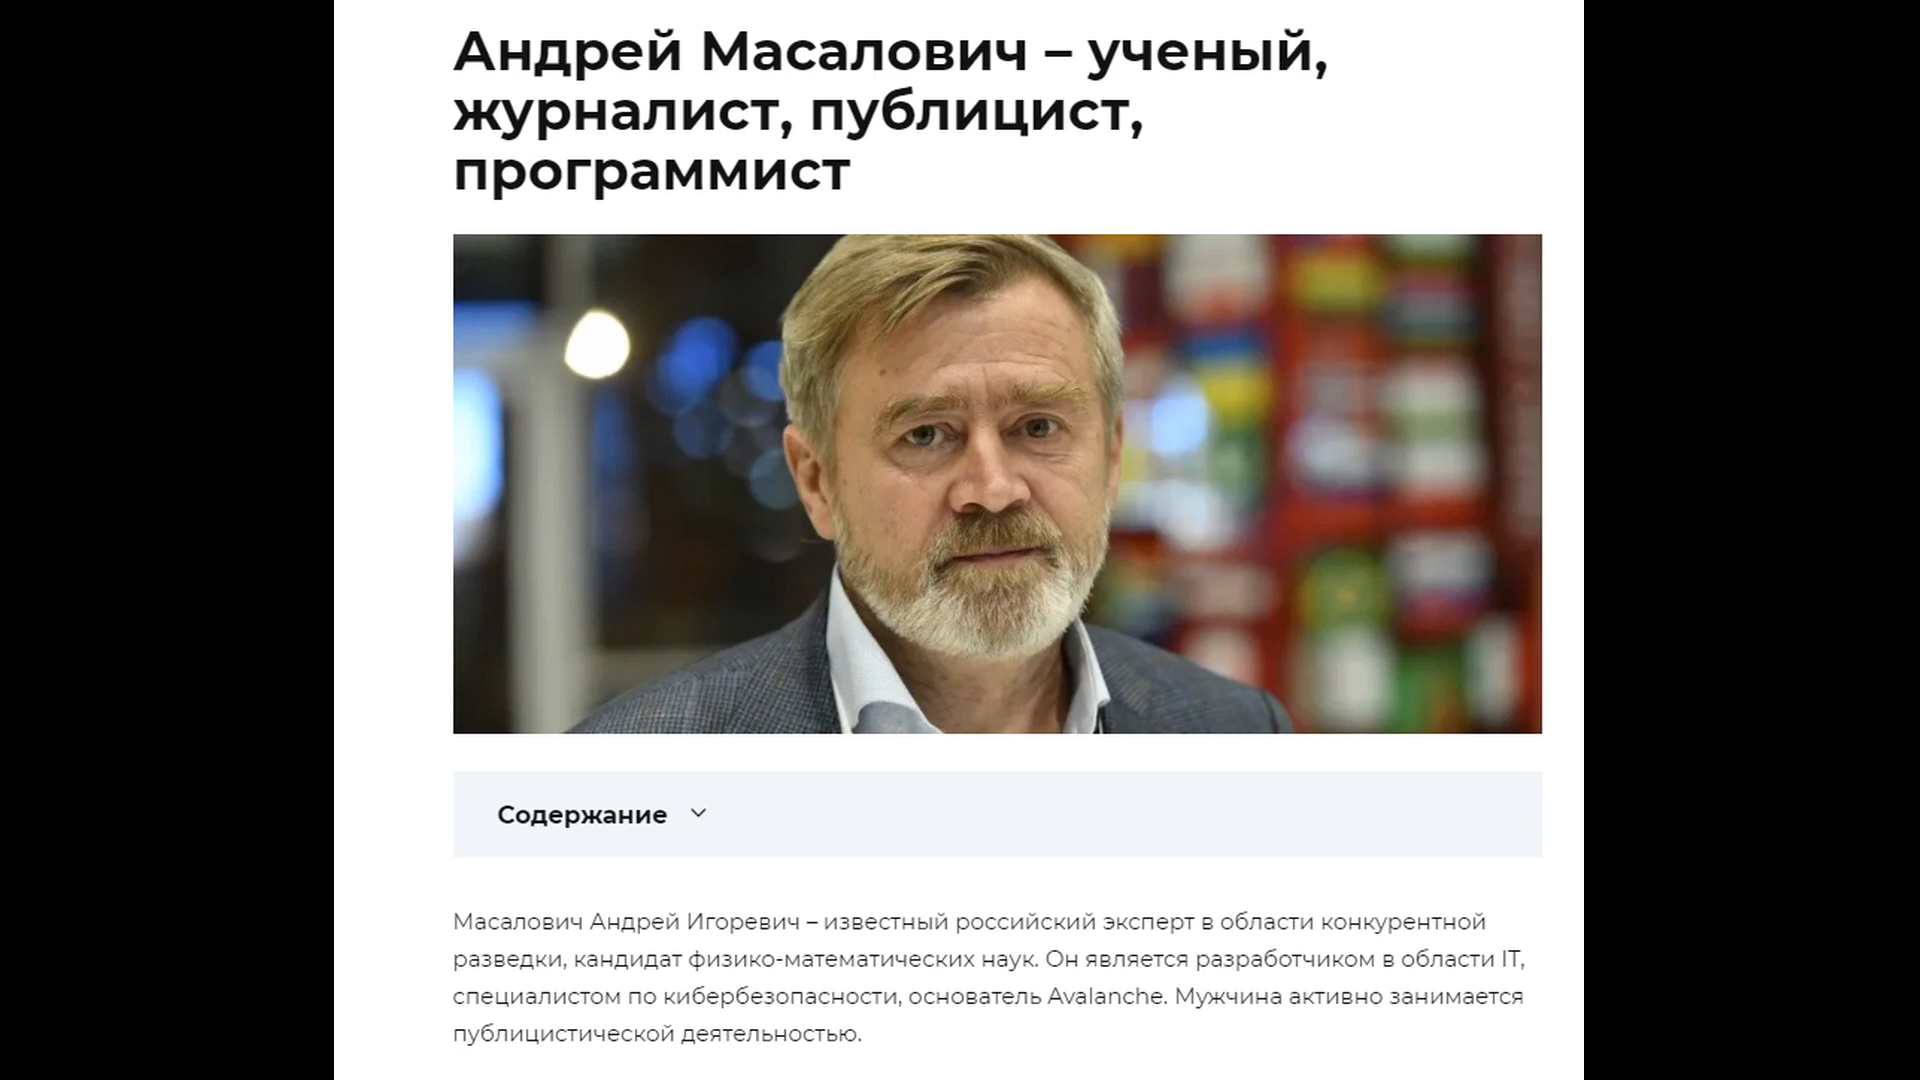 Андрей Масалович – ученый,
журналист, публицист,
программист
Содержание
Масалович Андрей Игоревич – известный российский эксперт в области конкурентной
разведки, кандидат физико-математических наук. Он является разработчиком в области IT,
специалистом по кибербезопасности, основатель Avalanche. Мужчина активно занимается
публицистической деятельностью.